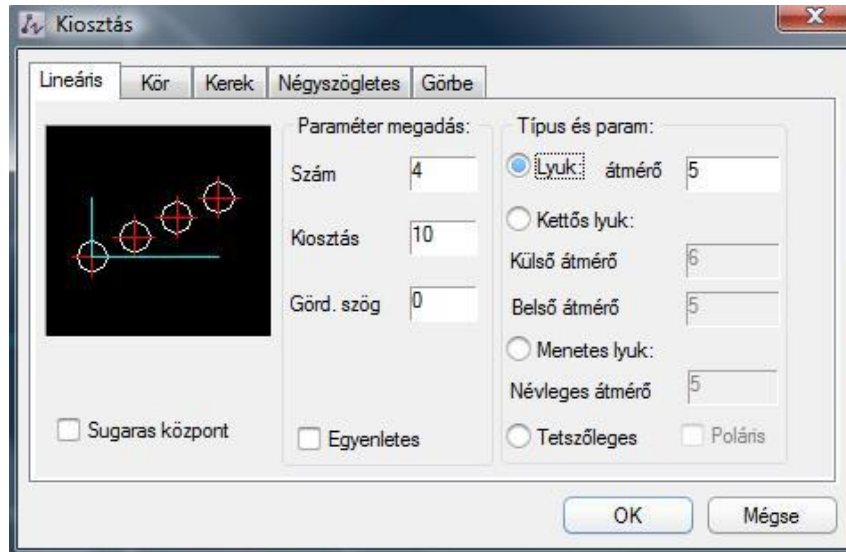 Kiosztás
Lineáris Kör Kerek Négyszögletes Görbe
Paraméter megadás:
Szám 4
Kiosztás 10
Görd. szög 0
Egyenletes
Típus és param:
Lyuk: átmérő 5
Kettős lyuk:
Külső átmérő 6
Belső átmérő 5
Menetes lyuk:
Névleges átmérő 5
Tetszőleges Poláris
Sugaras központ
OK Mégse